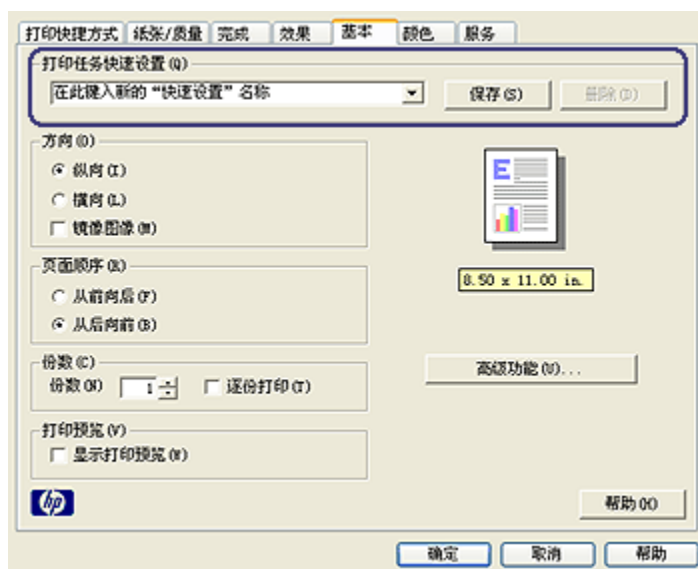 打印快捷方式 纸张/质量 完成 效果 基本 颜色 服务
打印任务快速设置(Q)
在此键入新的“快速设置”名称 保存(S) 删除(D)
方向(O)
纵向(I)
横向(L)
镜像图像(M)
E
8.50 x 11.00 in.
页面顺序(R)
从前向后(F)
从后向前(B)
份数(C)
份数(N) 1 逐份打印(T)
高级功能(V)...
打印预览(V)
显示打印预览(W)
hp
帮助(H)
确定 取消 帮助